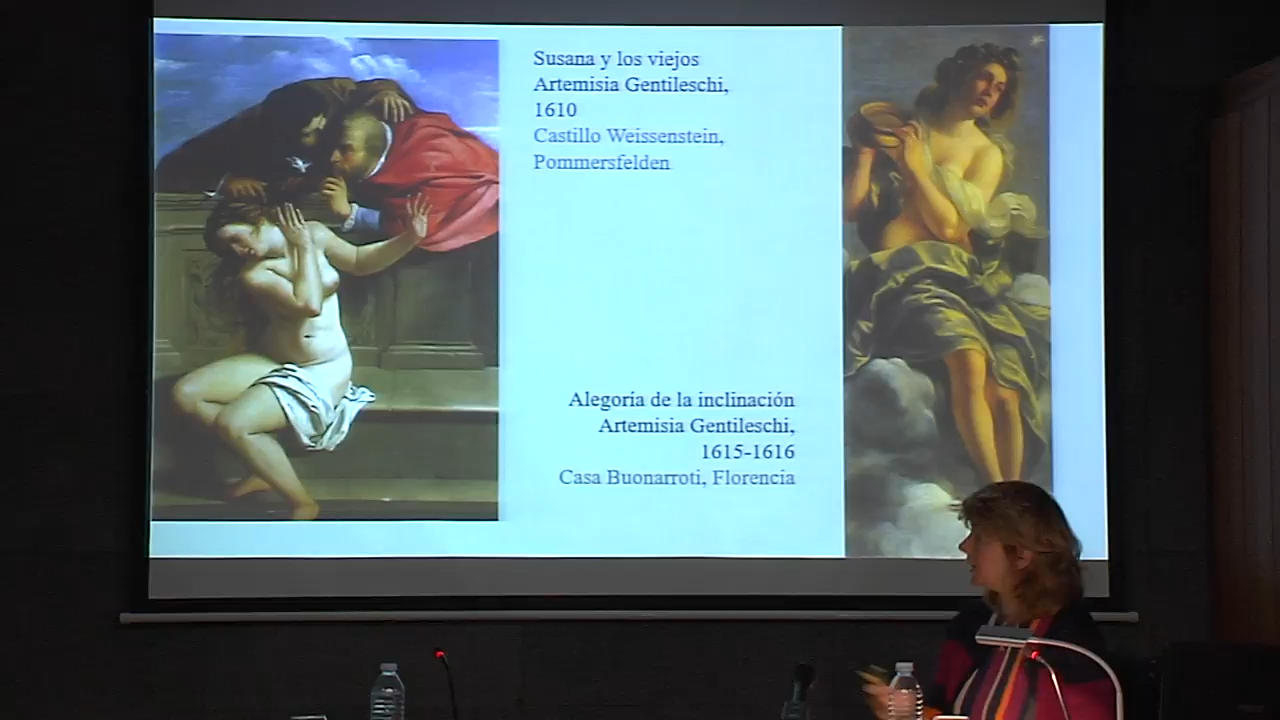 Susana y los viejos
Artemisia Gentileschi,
1610
Castillo Weissenstein,
Pommersfelden
Alegoría de la inclinación
Artemisia Gentileschi,
1615-1616
Casa Buonarroti, Florencia